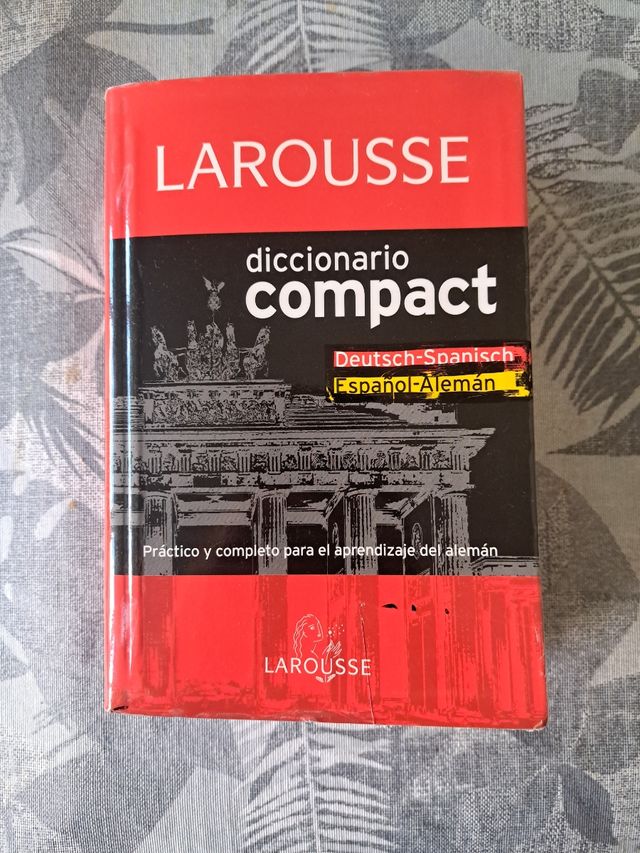 LAROUSSE
diccionario
compact
Deutsch-Spanisch
Español-Alemán
Práctico y completo para el aprendizaje del alemán
LAROUSSE